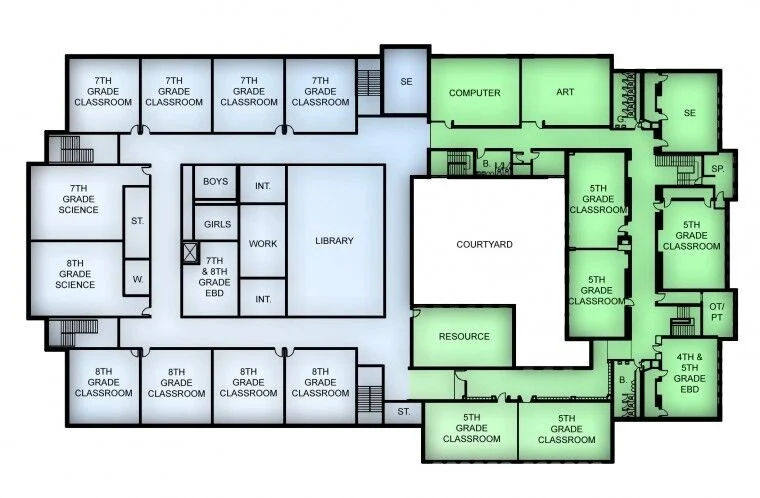 7TH
GRADE
CLASSROOM
7TH
GRADE
CLASSROOM
7TH
GRADE
CLASSROOM
7TH
GRADE
CLASSROOM
SE
COMPUTER
ART
G.
SE
B.
SP.
7TH
GRADE
SCIENCE
ST.
BOYS
INT.
GIRLS
WORK
LIBRARY
COURTYARD
5TH
GRADE
CLASSROOM
5TH
GRADE
CLASSROOM
8TH
GRADE
SCIENCE
W.
7TH
& 8TH
GRADE
EBD
INT.
5TH
GRADE
CLASSROOM
OT/
PT
RESOURCE
8TH
GRADE
CLASSROOM
8TH
GRADE
CLASSROOM
8TH
GRADE
CLASSROOM
8TH
GRADE
CLASSROOM
ST.
B.
4TH &
5TH
GRADE
EBD
5TH
GRADE
CLASSROOM
5TH
GRADE
CLASSROOM